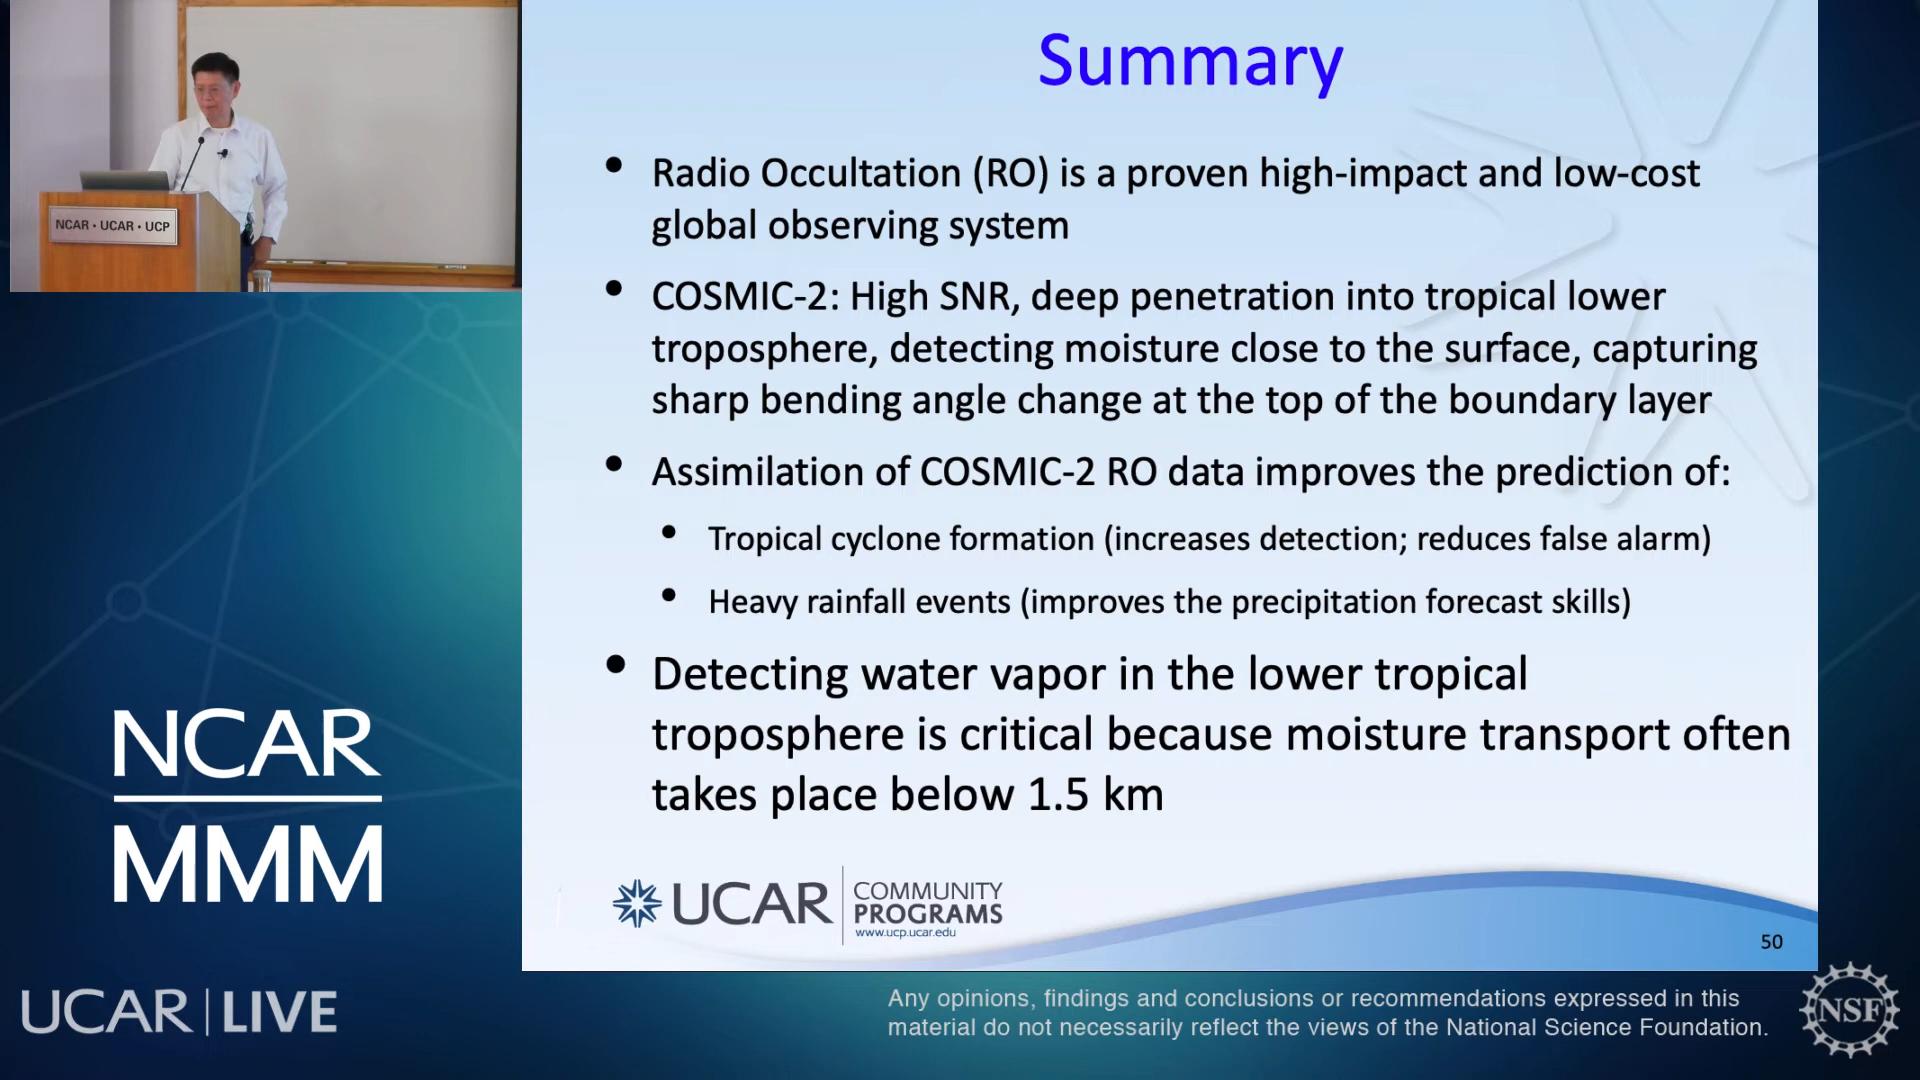 Summary
• Radio Occultation (RO) is a proven high-impact and low-cost
global observing system
• COSMIC-2: High SNR, deep penetration into tropical lower
troposphere, detecting moisture close to the surface, capturing
sharp bending angle change at the top of the boundary layer
• Assimilation of COSMIC-2 RO data improves the prediction of:
• Tropical cyclone formation (increases detection; reduces false alarm)
• Heavy rainfall events (improves the precipitation forecast skills)
• Detecting water vapor in the lower tropical
troposphere is critical because moisture transport often
takes place below 1.5 km
UCAR
COMMUNITY
PROGRAMS
www.ucp.ucar.edu
50
NCAR • UCAR • UCP
NCAR
MMM
UCAR | LIVE
Any opinions, findings and conclusions or recommendations expressed in this
material do not necessarily reflect the views of the National Science Foundation.
NSF